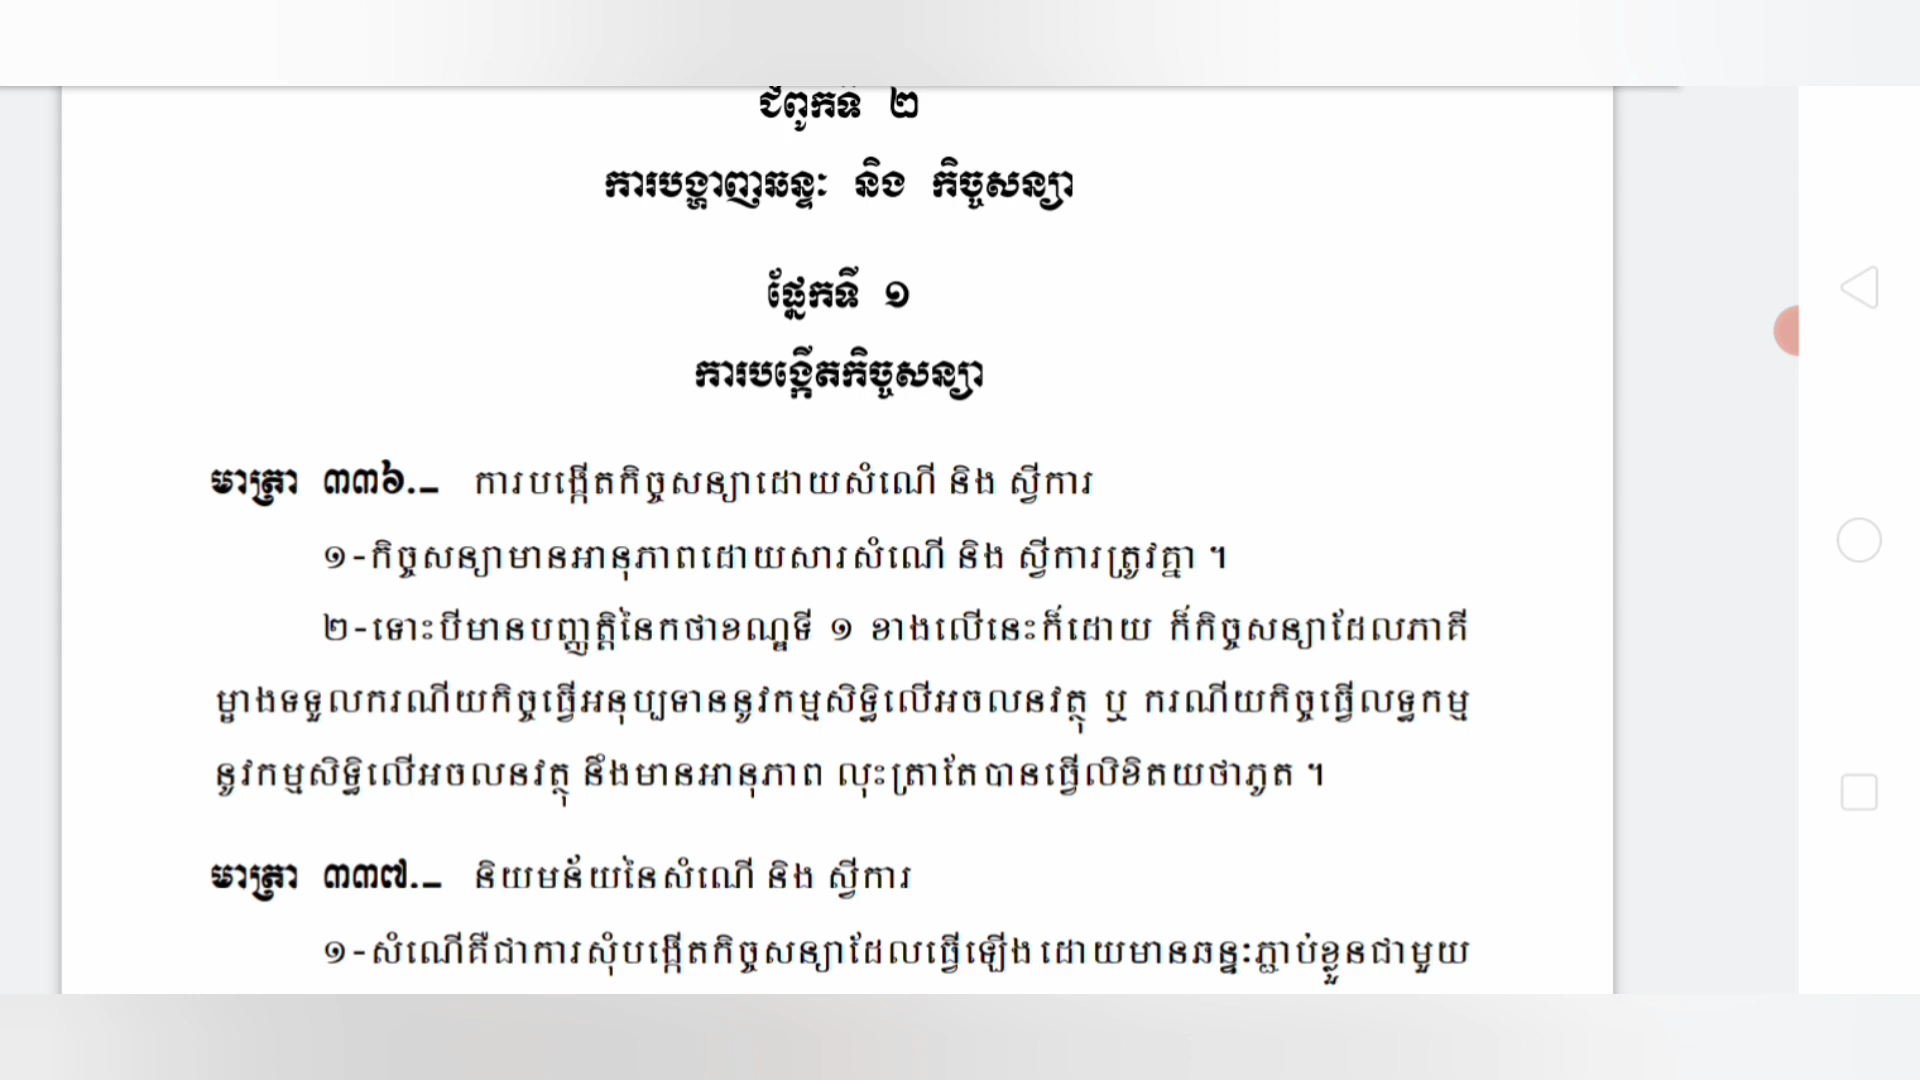 ជំពូកទី ២
ការបង្ហាញឆន្ទៈ និង កិច្ចសន្យា
ផ្នែកទី ១
ការបង្កើតកិច្ចសន្យា
មាត្រា ៣៣៦._ ការបង្កើតកិច្ចសន្យាដោយសំណើ និង ស្វីការ
១-កិច្ចសន្យាមានអានុភាពដោយសារសំណើ និង ស្វីការត្រូវគ្នា ។
២-ទោះបីមានបញ្ញត្តិនៃកថាខណ្ឌទី ១ ខាងលើនេះក៏ដោយ ក៏កិច្ចសន្យាដែលភាគី
ម្ខាងទទួលករណីយកិច្ចធ្វើអនុប្បទាននូវកម្មសិទ្ធិលើអចលនវត្ថុ ឬ ករណីយកិច្ចធ្វើលទ្ធកម្ម
នូវកម្មសិទ្ធិលើអចលនវត្ថុ នឹងមានអានុភាព លុះត្រាតែបានធ្វើលិខិតយថាភូត ។
មាត្រា ៣៣៧._ និយមន័យនៃសំណើ និង ស្វីការ
១-សំណើគឺជាការសុំបង្កើតកិច្ចសន្យាដែលធ្វើឡើង ដោយមានឆន្ទៈភ្ជាប់ខ្លួនជាមួយ